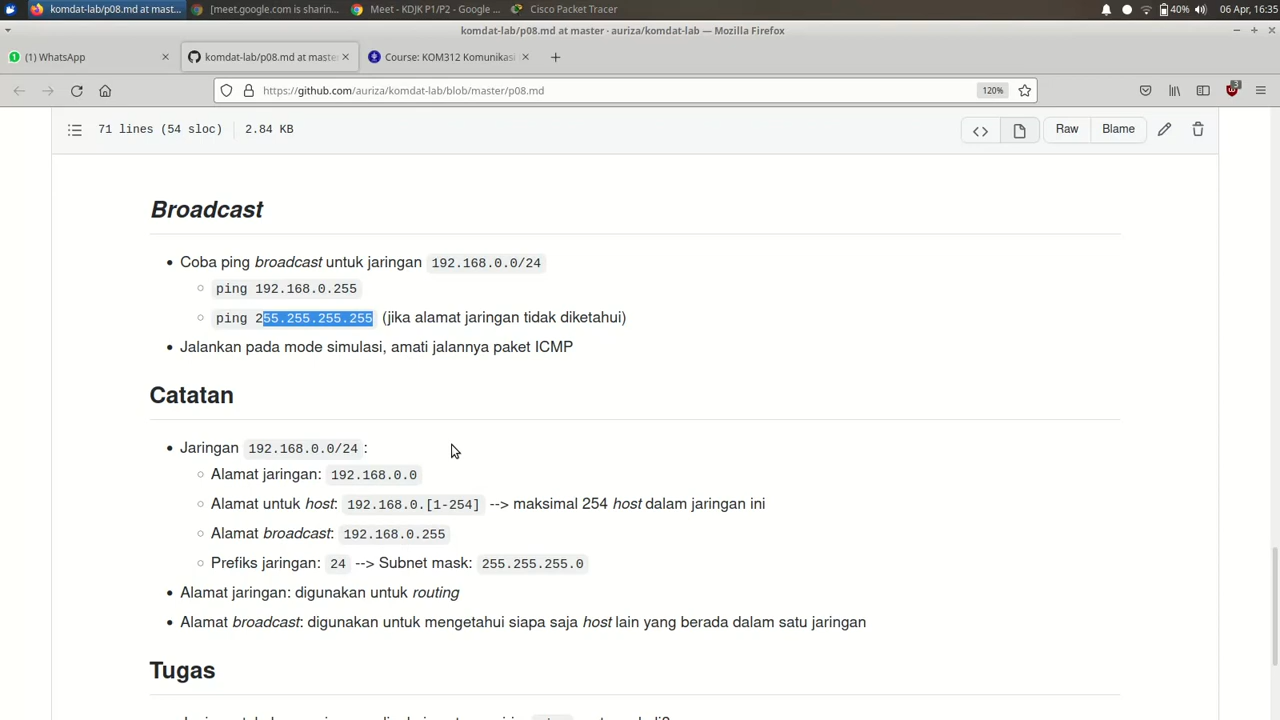 komdat-lab/p08.md at mast...
[meet.google.com is sharin...
Meet - KDJK P1/P2 - Google ...
Cisco Packet Tracer
40%
06 Apr, 16:35
komdat-lab/p08.md at master · auriza/komdat-lab — Mozilla Firefox
(1) WhatsApp
komdat-lab/p08.md at maste
Course: KOM312 Komunikasi
https://github.com/auriza/komdat-lab/blob/master/p08.md
120%
3
71 lines (54 sloc)
2.84 KB
Raw
Blame
Broadcast
• Coba ping broadcast untuk jaringan 192.168.0.0/24
○ ping 192.168.0.255
○ ping 255.255.255.255 (jika alamat jaringan tidak diketahui)
• Jalankan pada mode simulasi, amati jalannya paket ICMP
Catatan
• Jaringan 192.168.0.0/24 :
○ Alamat jaringan: 192.168.0.0
○ Alamat untuk host: 192.168.0.[1-254] --> maksimal 254 host dalam jaringan ini
○ Alamat broadcast: 192.168.0.255
○ Prefiks jaringan: 24 --> Subnet mask: 255.255.255.0
• Alamat jaringan: digunakan untuk routing
• Alamat broadcast: digunakan untuk mengetahui siapa saja host lain yang berada dalam satu jaringan
Tugas